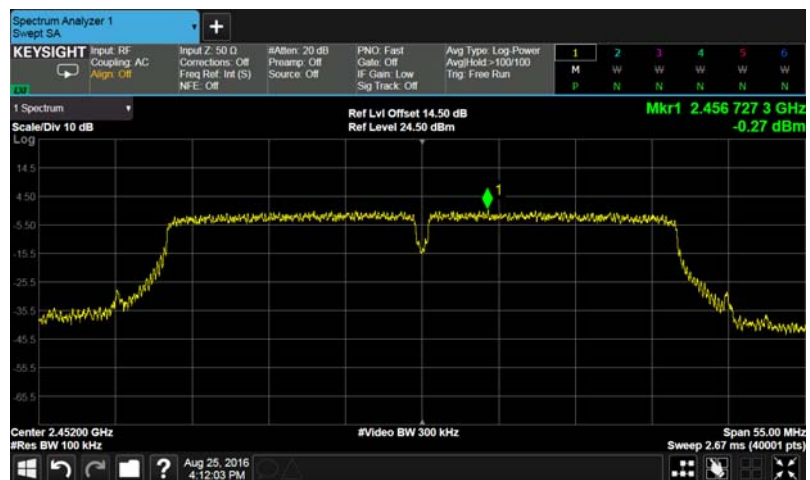 Spectrum Analyzer 1
Swept SA
+
KEYSIGHT
Input: RF
Coupling: AC
Align: Off
LXI
Input Z: 50 Ω
Corrections: Off
Freq Ref: Int (S)
NFE: Off
#Atten: 20 dB
Preamp: Off
Source: Off
PNO: Fast
Gate: Off
IF Gain: Low
Sig Track: Off
Avg Type: Log-Power
Avg|Hold:>100/100
Trig: Free Run
1 2 3 4 5 6
M W W W W W
P N N N N N
1 Spectrum
Scale/Div 10 dB
Log
Ref Lvl Offset 14.50 dB
Ref Level 24.50 dBm
Mkr1 2.456 727 3 GHz
-0.27 dBm
14.5
4.50
-5.50
-15.5
-25.5
-35.5
-45.5
-55.5
-65.5
1
Center 2.45200 GHz
#Res BW 100 kHz
#Video BW 300 kHz
Span 55.00 MHz
Sweep 2.67 ms (40001 pts)
?
Aug 25, 2016
4:12:03 PM